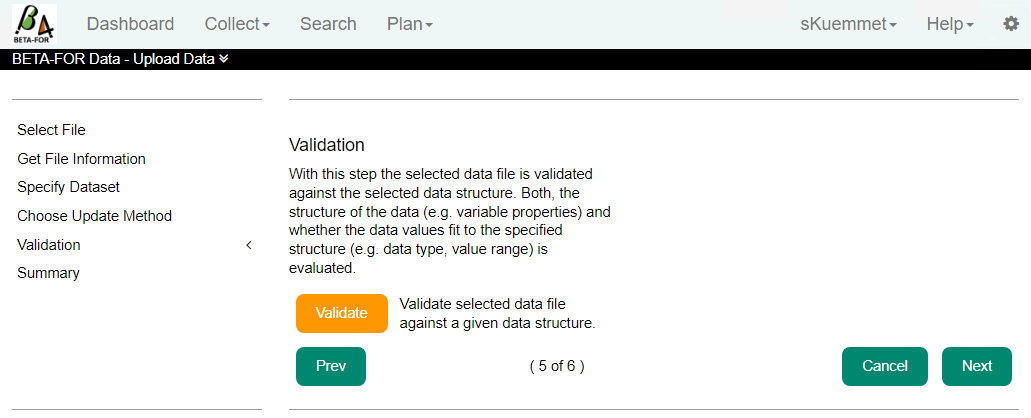 BETA-FOR
Dashboard Collect Search Plan sKuemmet Help
BETA-FOR Data - Upload Data
Select File
Get File Information
Specify Dataset
Choose Update Method
Validation
Summary
Validation
With this step the selected data file is validated
against the selected data structure. Both, the
structure of the data (e.g. variable properties) and
whether the data values fit to the specified
structure (e.g. data type, value range) is
evaluated.
Validate
Validate selected data file
against a given data structure.
Prev ( 5 of 6 ) Cancel Next